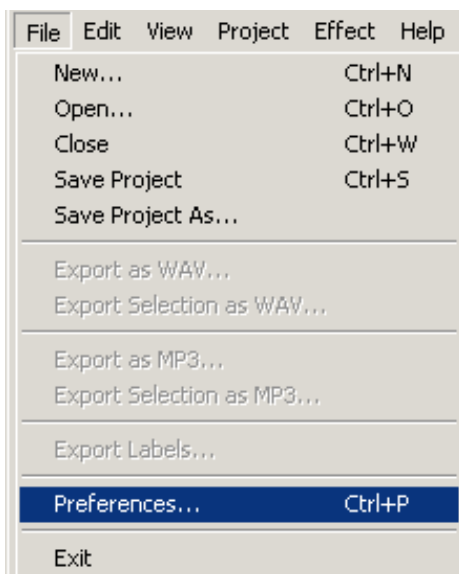 File Edit View Project Effect Help
New... Ctrl+N
Open... Ctrl+O
Close Ctrl+W
Save Project Ctrl+S
Save Project As...
Export as WAV...
Export Selection as WAV...
Export as MP3...
Export Selection as MP3...
Export Labels...
Preferences... Ctrl+P
Exit